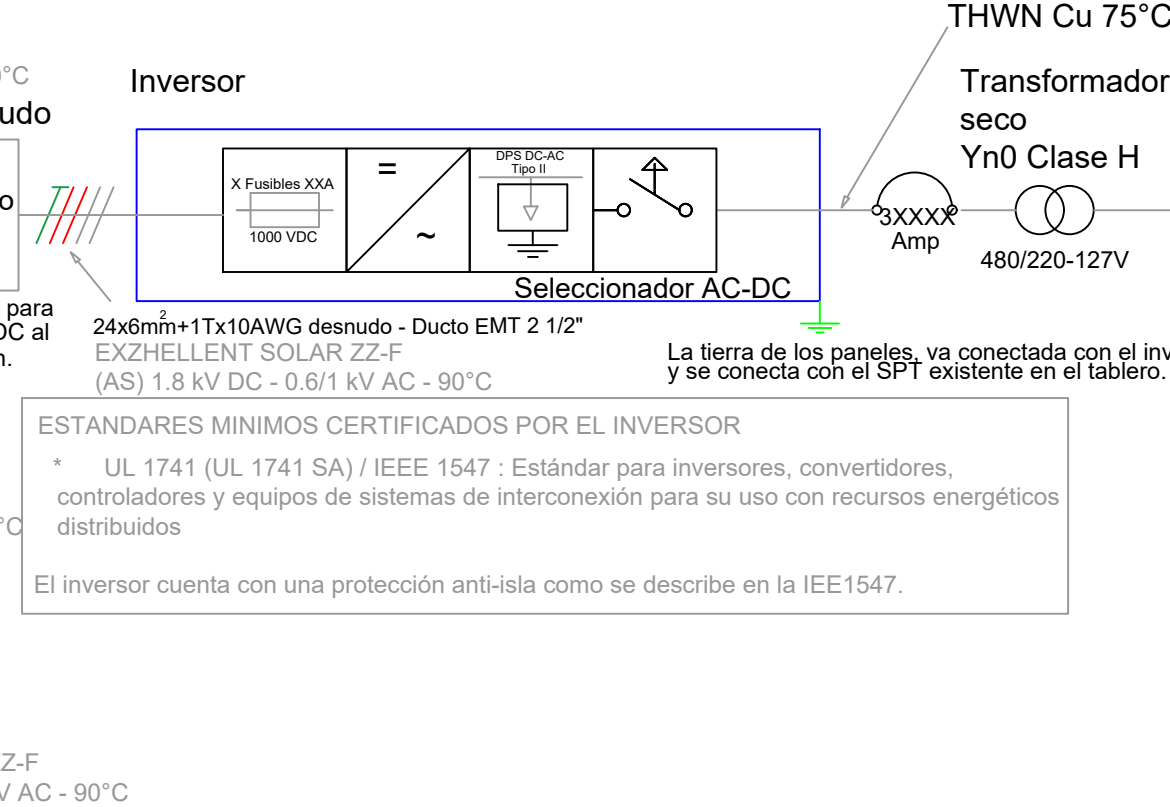 THWN Cu 75°C
°C
Inversor
Transformador
seco
Yn0 Clase H
udo
o
X Fusibles XXA
1000 VDC
=
~
DPS DC-AC
Tipo II
3XXXX
Amp
480/220-127V
Seleccionador AC-DC
para
DC al
n.
24x6mm2+1Tx10AWG desnudo - Ducto EMT 2 1/2"
EXZHELLENT SOLAR ZZ-F
(AS) 1.8 kV DC - 0.6/1 kV AC - 90°C
La tierra de los paneles, va conectada con el inv
y se conecta con el SPT existente en el tablero.
ESTANDARES MINIMOS CERTIFICADOS POR EL INVERSOR
* UL 1741 (UL 1741 SA) / IEEE 1547 : Estándar para inversores, convertidores,
controladores y equipos de sistemas de interconexión para su uso con recursos energéticos
distribuidos
°C
El inversor cuenta con una protección anti-isla como se describe en la IEE1547.
Z-F
V AC - 90°C